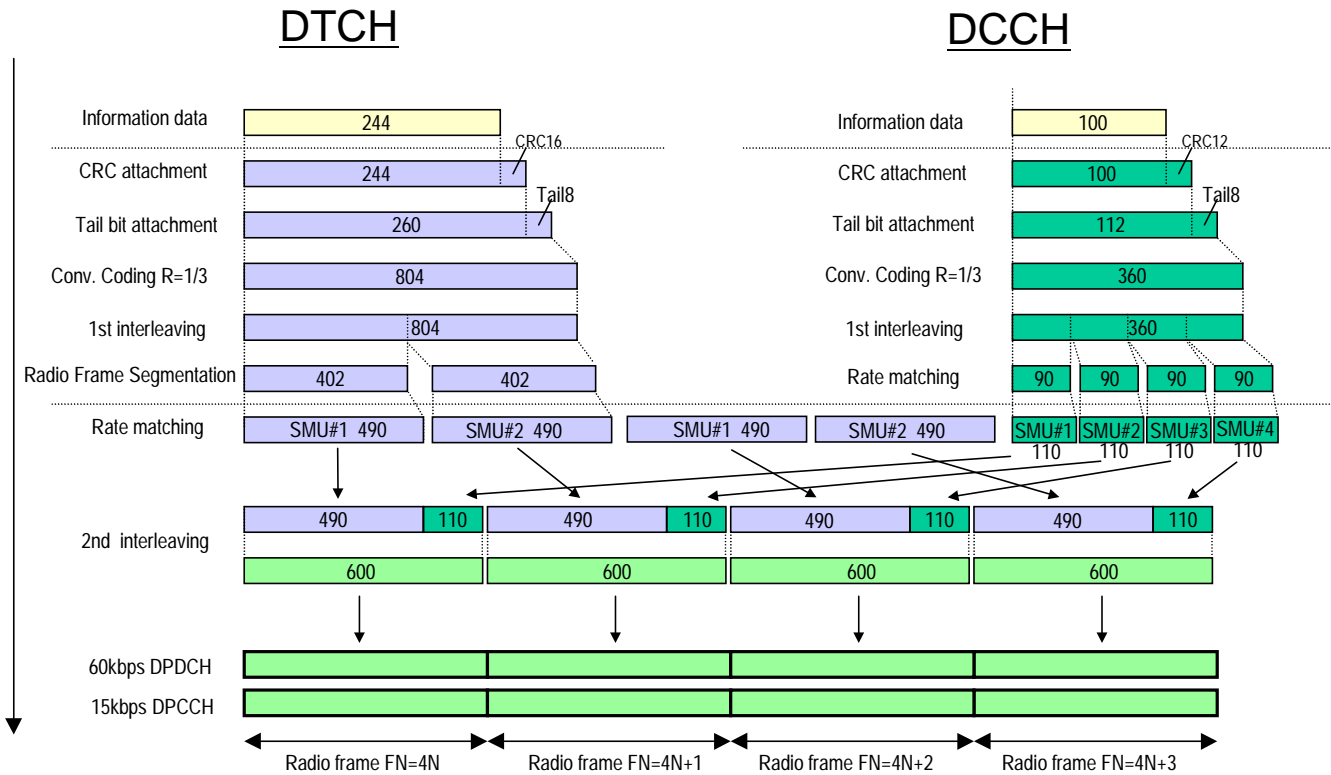 DTCH
DCCH
Information data
244
Information data
100
CRC16
CRC12
CRC attachment
244
CRC attachment
100
Tail8
Tail8
Tail bit attachment
260
Tail bit attachment
112
Conv. Coding R=1/3
804
Conv. Coding R=1/3
360
1st interleaving
804
1st interleaving
360
Radio Frame Segmentation
402
402
Rate matching
90
90
90
90
Rate matching
SMU#1 490
SMU#2 490
SMU#1 490
SMU#2 490
SMU#1
SMU#2
SMU#3
SMU#4
110
110
110
110
2nd interleaving
490
110
490
110
490
110
490
110
600
600
600
600
60kbps DPDCH
15kbps DPCCH
Radio frame FN=4N
Radio frame FN=4N+1
Radio frame FN=4N+2
Radio frame FN=4N+3